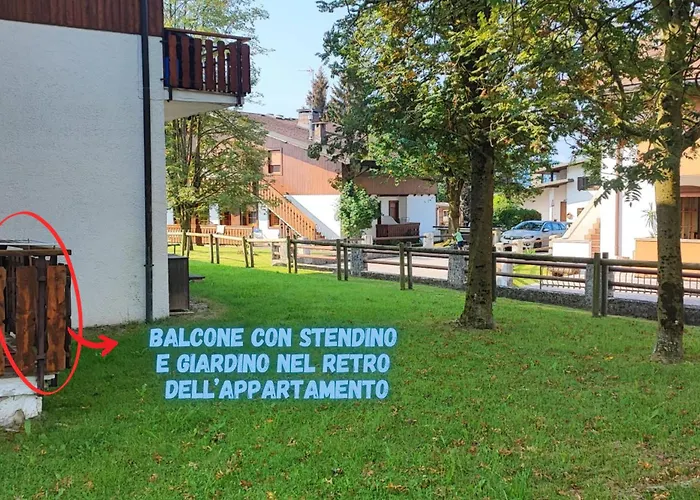 BALCONE CON STENDINO
E GIARDINO NEL RETRO
DELL'APPARTAMENTO